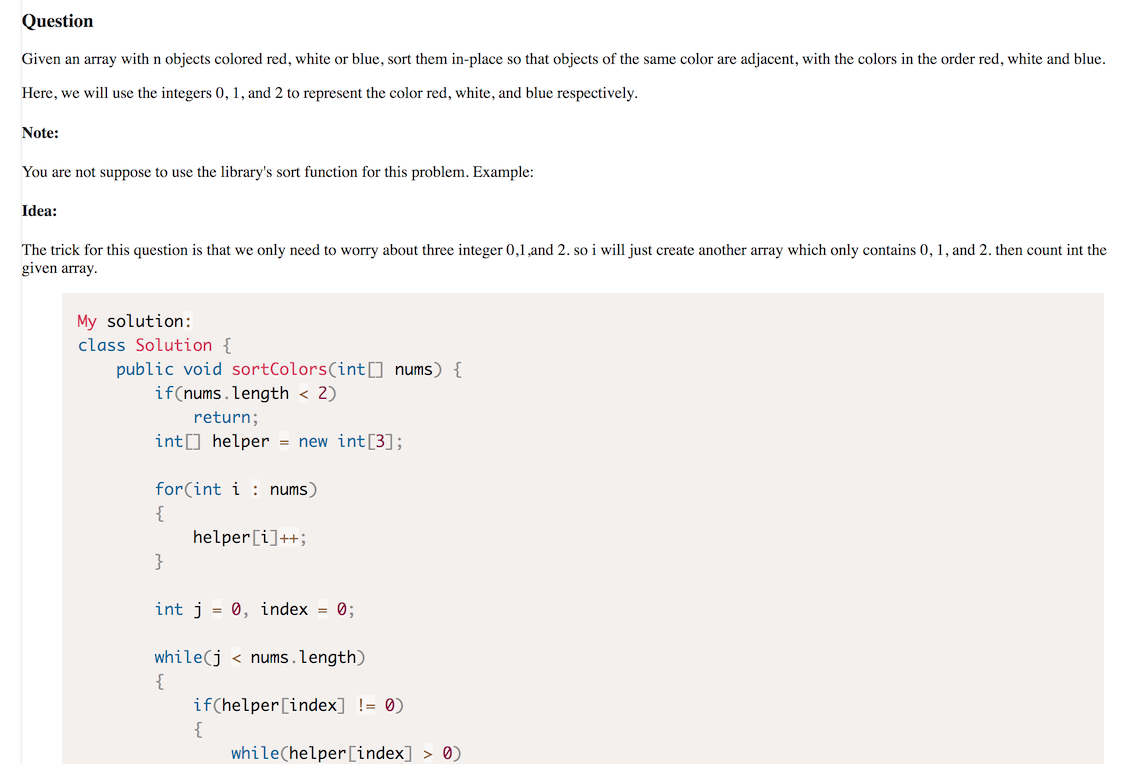 Question
Given an array with n objects colored red, white or blue, sort them in-place so that objects of the same color are adjacent, with the colors in the order red, white and blue.
Here, we will use the integers 0, 1, and 2 to represent the color red, white, and blue respectively.
Note:
You are not suppose to use the library's sort function for this problem. Example:
Idea:
The trick for this question is that we only need to worry about three integer 0,1,and 2. so i will just create another array which only contains 0, 1, and 2. then count int the
given array.
My solution:
class Solution {
    public void sortColors(int[] nums) {
        if(nums.length < 2)
            return;
        int[] helper = new int[3];
        for(int i : nums)
        {
            helper[i]++;
        }
        int j = 0, index = 0;
        while(j < nums.length)
        {
            if(helper[index] != 0)
            {
                while(helper[index] > 0)